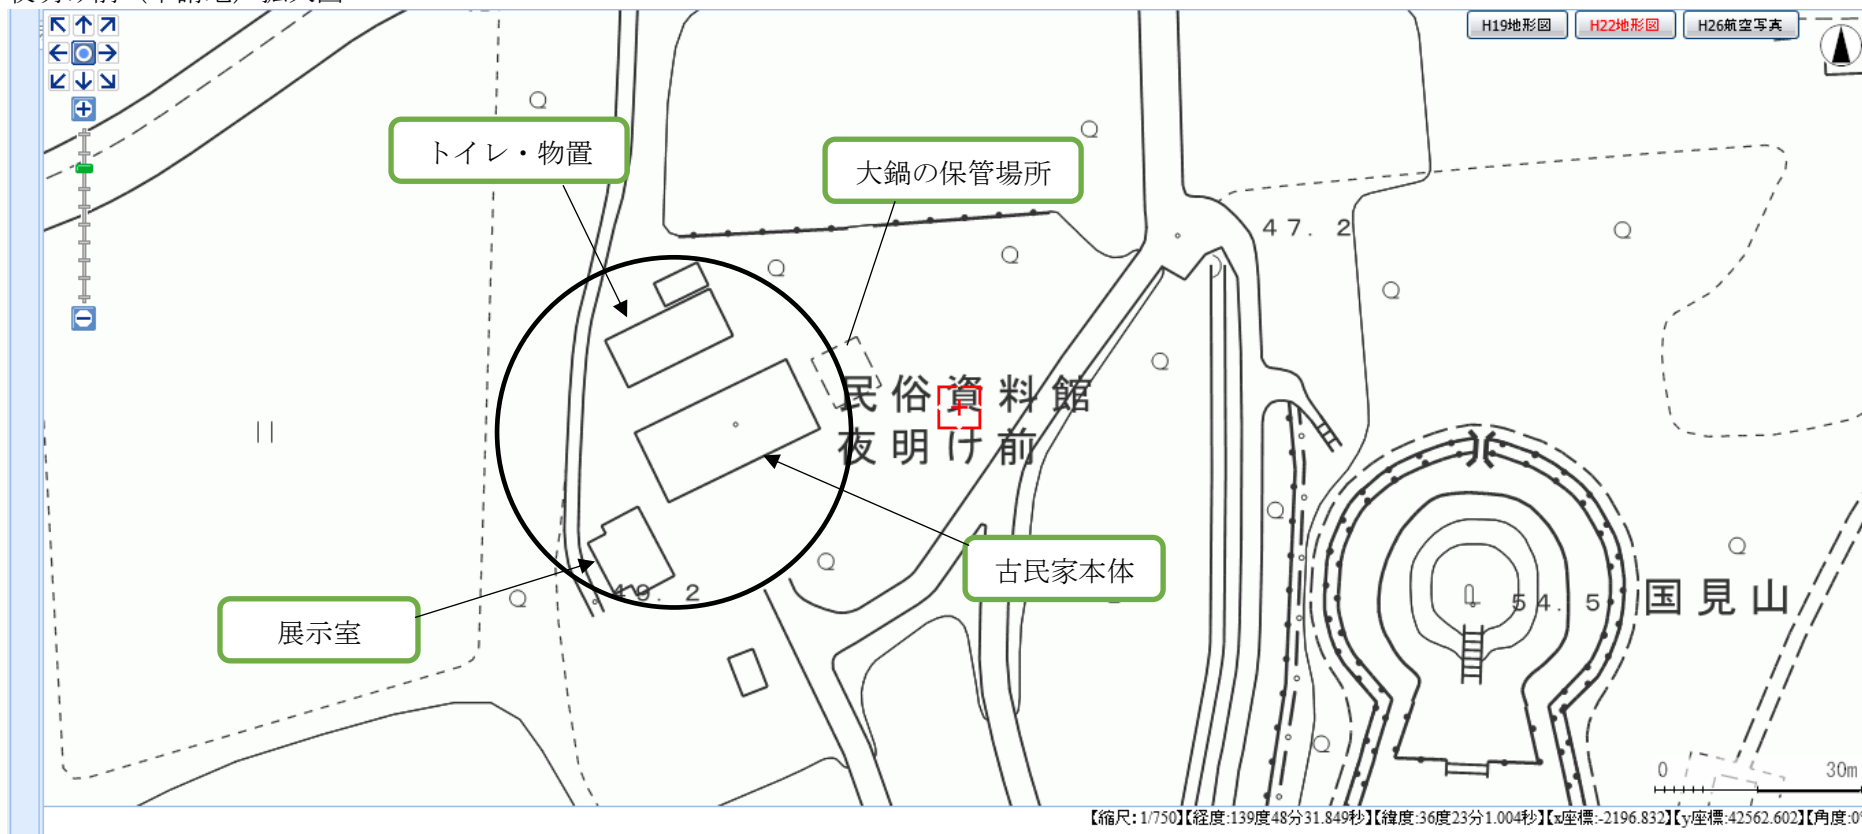 H19地形図 H22地形図 H26航空写真
トイレ・物置
大鍋の保管場所
47. 2
民俗資料館
夜明け前
古民家本体
49. 2
展示室
54. 5
国見山
0 30m
【縮尺:1/750】【経度:139度48分31.849秒】【緯度:36度23分1.004秒】【x座標:-2196.832】【y座標:42562.602】【角度:0